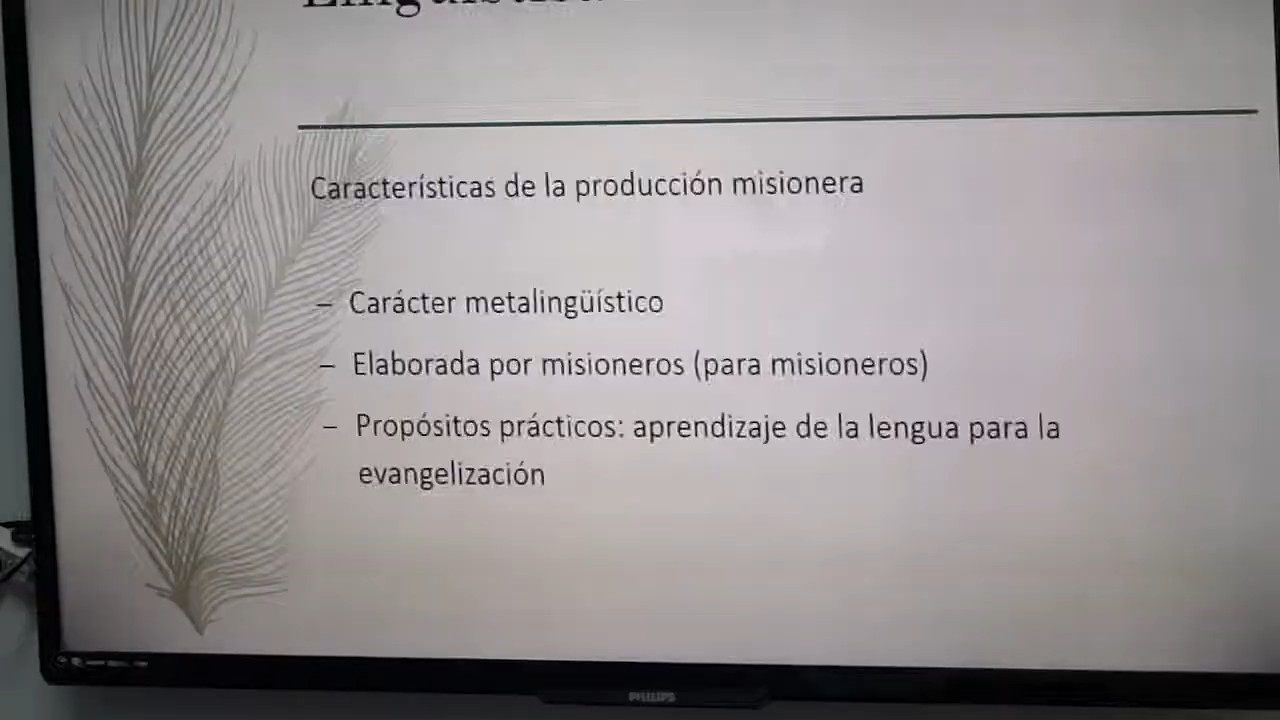 Características de la producción misionera
– Carácter metalingüístico
– Elaborada por misioneros (para misioneros)
– Propósitos prácticos: aprendizaje de la lengua para la
evangelización
PHILIPS